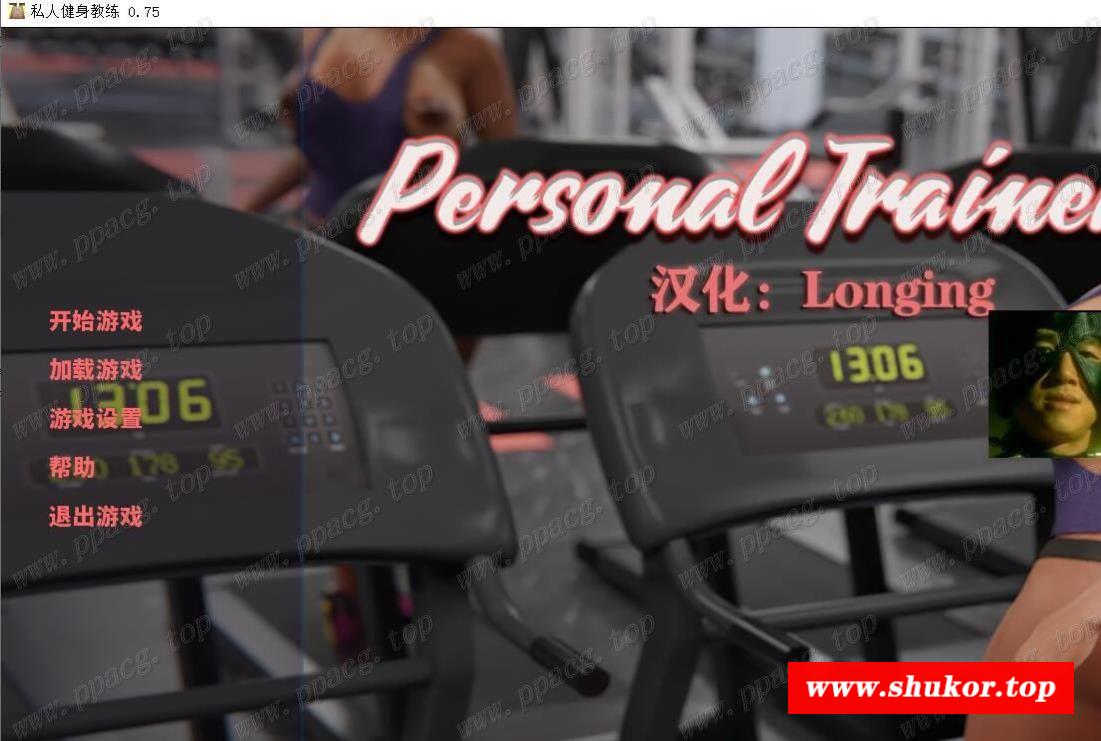 私人健身教练 0.75
Personal Trainer
汉化：Longing
开始游戏
加载游戏
游戏设置
帮助
退出游戏
13:06
178 95
13:06
www.shukor.top
www.ppacg.top